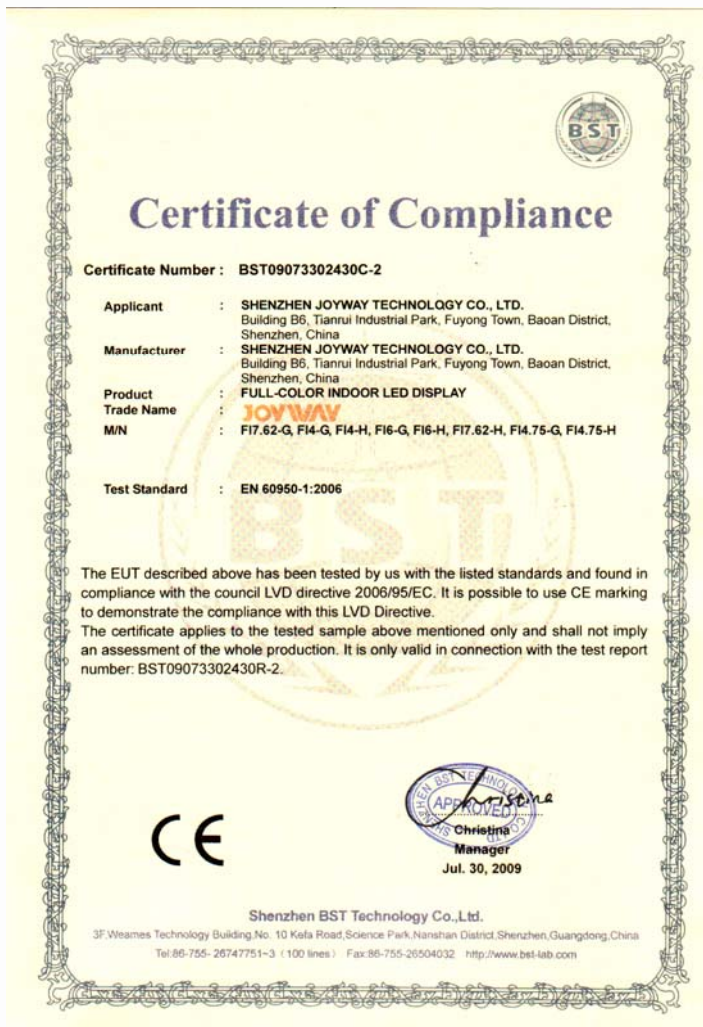 BST
Certificate of Compliance
Certificate Number : BST09073302430C-2
Applicant : SHENZHEN JOYWAY TECHNOLOGY CO., LTD.
Building B6, Tianrui Industrial Park, Fuyong Town, Baoan District,
Shenzhen, China
Manufacturer : SHENZHEN JOYWAY TECHNOLOGY CO., LTD.
Building B6, Tianrui Industrial Park, Fuyong Town, Baoan District,
Shenzhen, China
Product : FULL-COLOR INDOOR LED DISPLAY
Trade Name : JOYWAY
M/N : FI7.62-G, FI4-G, FI4-H, FI6-G, FI6-H, FI7.62-H, FI4.75-G, FI4.75-H
Test Standard : EN 60950-1:2006
BST
The EUT described above has been tested by us with the listed standards and found in
compliance with the council LVD directive 2006/95/EC. It is possible to use CE marking
to demonstrate the compliance with this LVD Directive.
The certificate applies to the tested sample above mentioned only and shall not imply
an assessment of the whole production. It is only valid in connection with the test report
number: BST09073302430R-2.
SHENZHEN BST TECHNOLOGY CO.,LTD
APPROVED
Christina
Christina
Manager
Jul. 30, 2009
CE
Shenzhen BST Technology Co.,Ltd.
3F,Weames Technology Building,No. 10 Kefa Road,Science Park,Nanshan District,Shenzhen,Guangdong,China
Tel:86-755- 26747751~3（100 lines） Fax:86-755-26504032 http://www.bst-lab.com